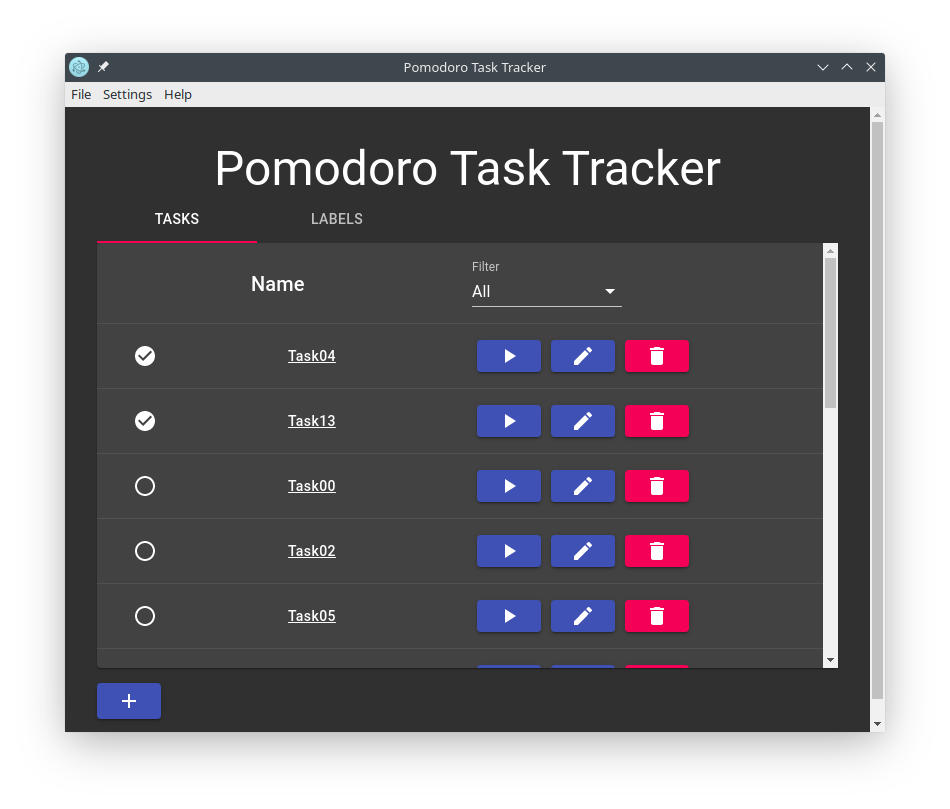 Pomodoro Task Tracker
File Settings Help
Pomodoro Task Tracker
TASKS LABELS
Name
Filter
All
Task04
Task13
Task00
Task02
Task05